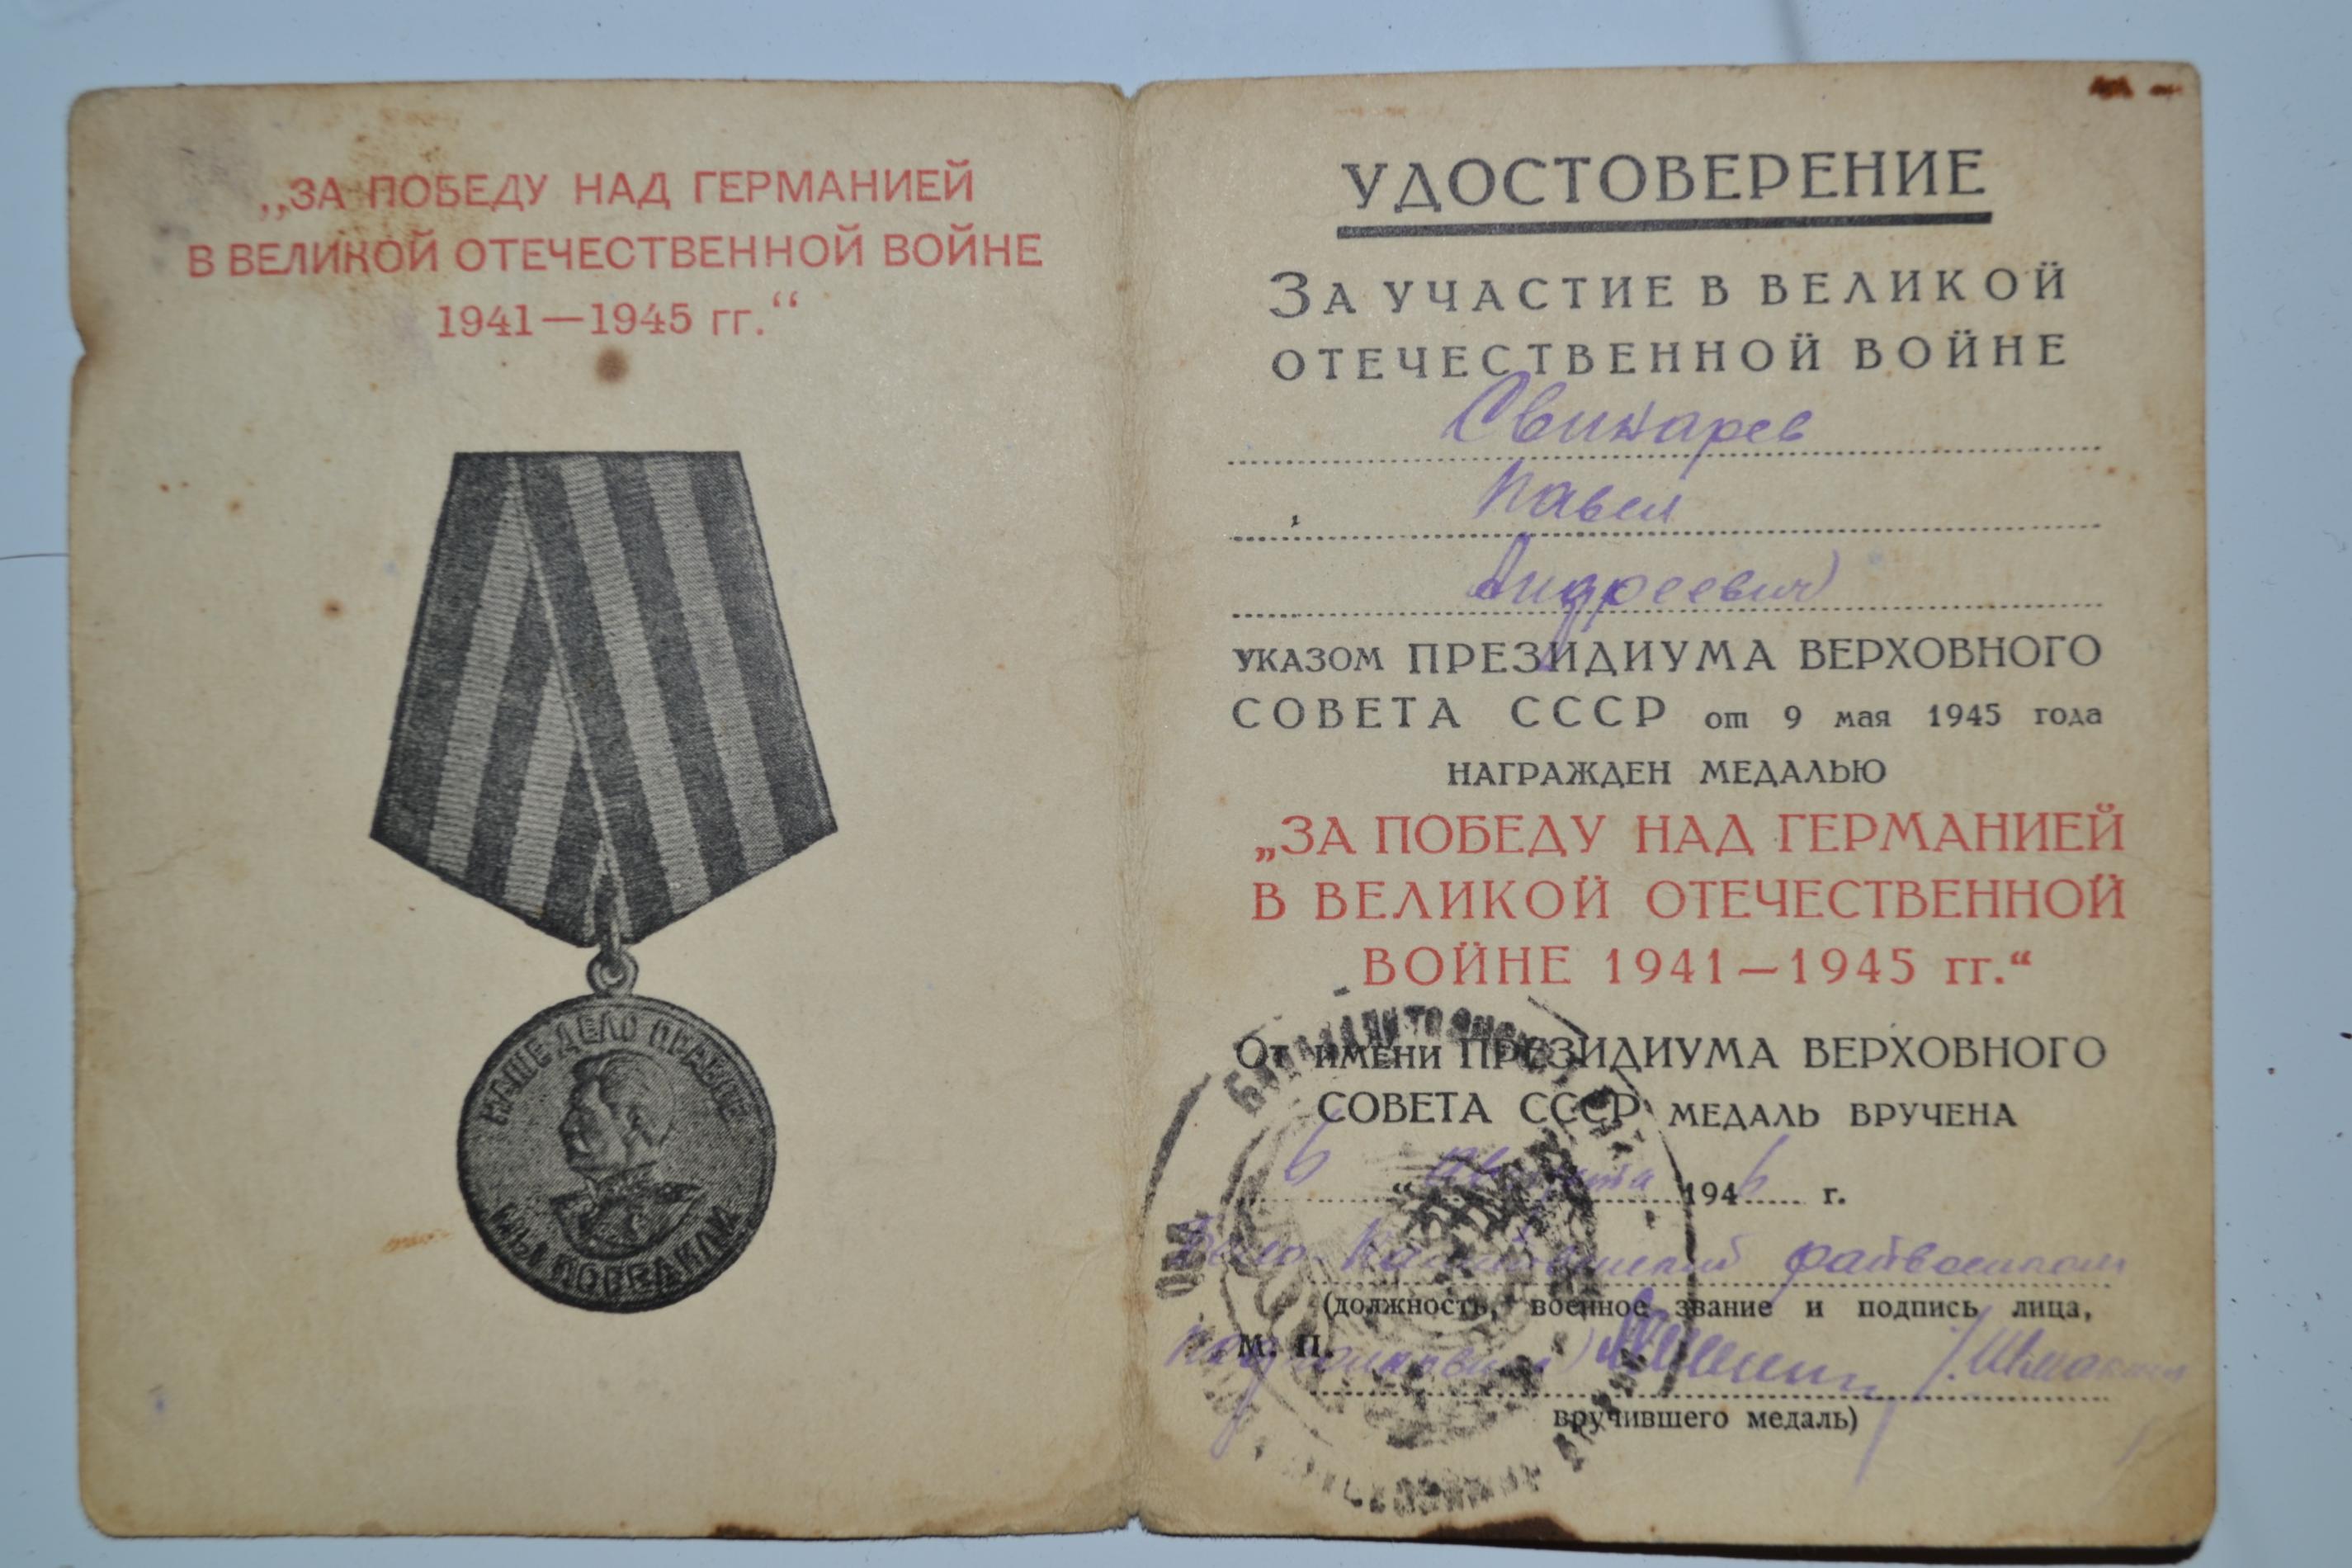 „ЗА ПОБЕДУ НАД ГЕРМАНИЕЙ
В ВЕЛИКОЙ ОТЕЧЕСТВЕННОЙ ВОЙНЕ
1941—1945 гг.“
НАШЕ ДЕЛО ПРАВОЕ
МЫ ПОБЕДИЛИ
УДОСТОВЕРЕНИЕ
ЗА УЧАСТИЕ В ВЕЛИКОЙ
ОТЕЧЕСТВЕННОЙ ВОЙНЕ
Свинарев
Павел
Андреевич
УКАЗОМ ПРЕЗИДИУМА ВЕРХОВНОГО
СОВЕТА СССР от 9 мая 1945 года
НАГРАЖДЕН МЕДАЛЬЮ
„ЗА ПОБЕДУ НАД ГЕРМАНИЕЙ
В ВЕЛИКОЙ ОТЕЧЕСТВЕННОЙ
ВОЙНЕ 1941—1945 гг.“
ОТ ИМЕНИ ПРЕЗИДИУМА ВЕРХОВНОГО
СОВЕТА СССР МЕДАЛЬ ВРУЧЕНА
6 “ Августа 1946 г.
райвоенком
(должность, военное звание и подпись лица,
М. П.
вручившего медаль)